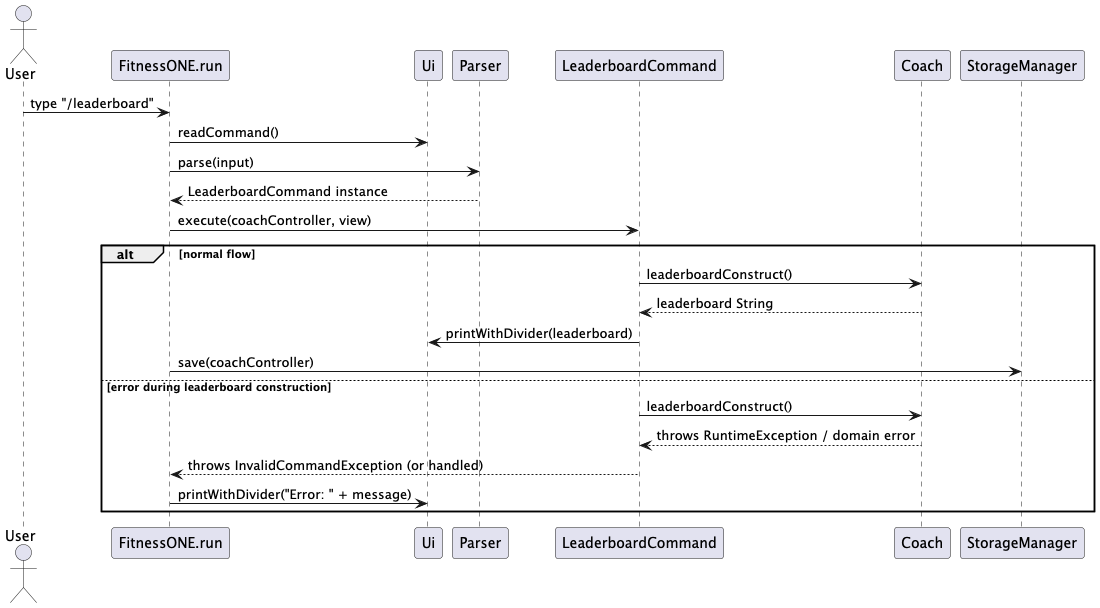 User
FitnessONE.run
Ui
Parser
LeaderboardCommand
Coach
StorageManager
type "/leaderboard"
readCommand()
parse(input)
LeaderboardCommand instance
execute(coachController, view)
alt
[normal flow]
leaderboardConstruct()
leaderboard String
printWithDivider(leaderboard)
save(coachController)
[error during leaderboard construction]
leaderboardConstruct()
throws RuntimeException / domain error
throws InvalidCommandException (or handled)
printWithDivider("Error: " + message)
User
FitnessONE.run
Ui
Parser
LeaderboardCommand
Coach
StorageManager